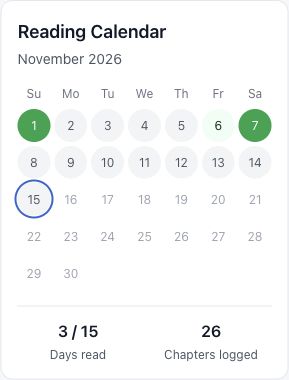 Reading Calendar
November 2026
Su Mo Tu We Th Fr Sa
1 2 3 4 5 6 7
8 9 10 11 12 13 14
15 16 17 18 19 20 21
22 23 24 25 26 27 28
29 30
3 / 15 26
Days read Chapters logged